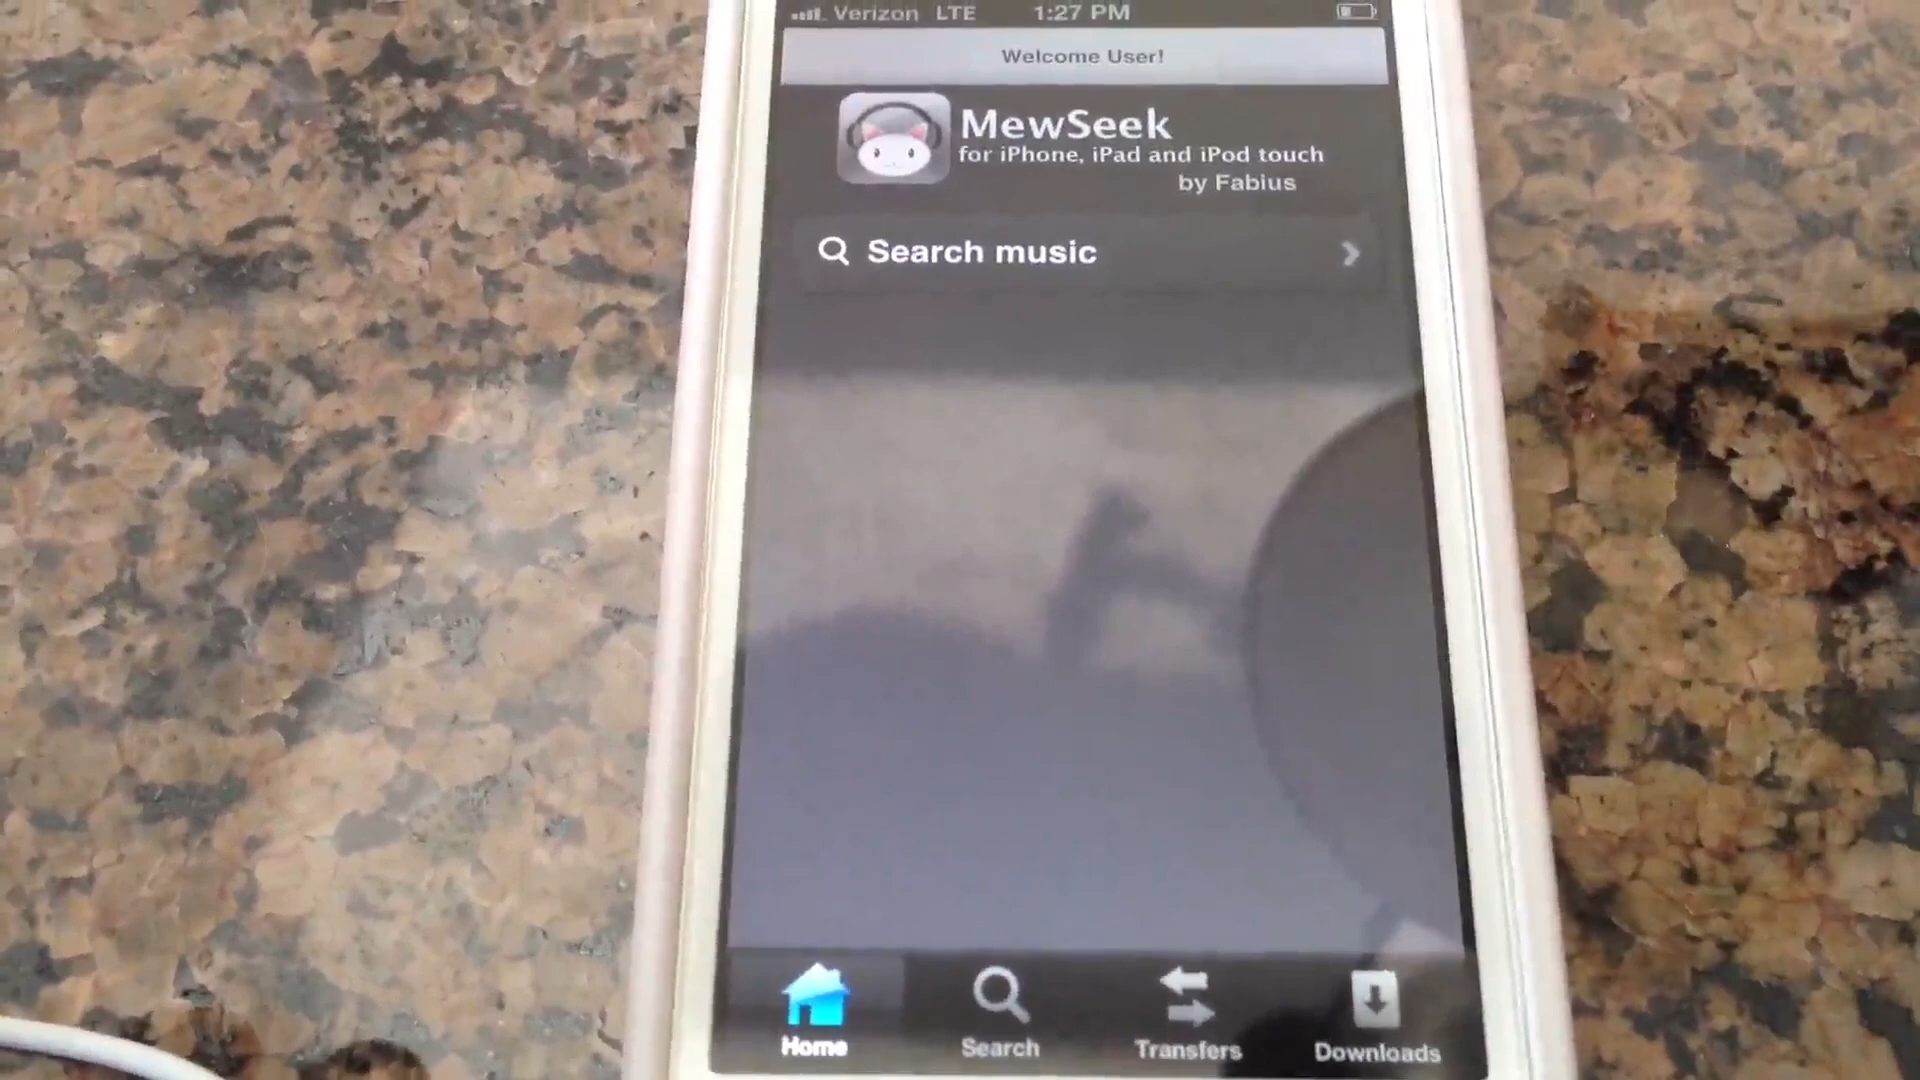 Verizon LTE 1:27 PM
Welcome User!
MewSeek
for iPhone, iPad and iPod touch
by Fabius
Search music
Home Search Transfers Downloads